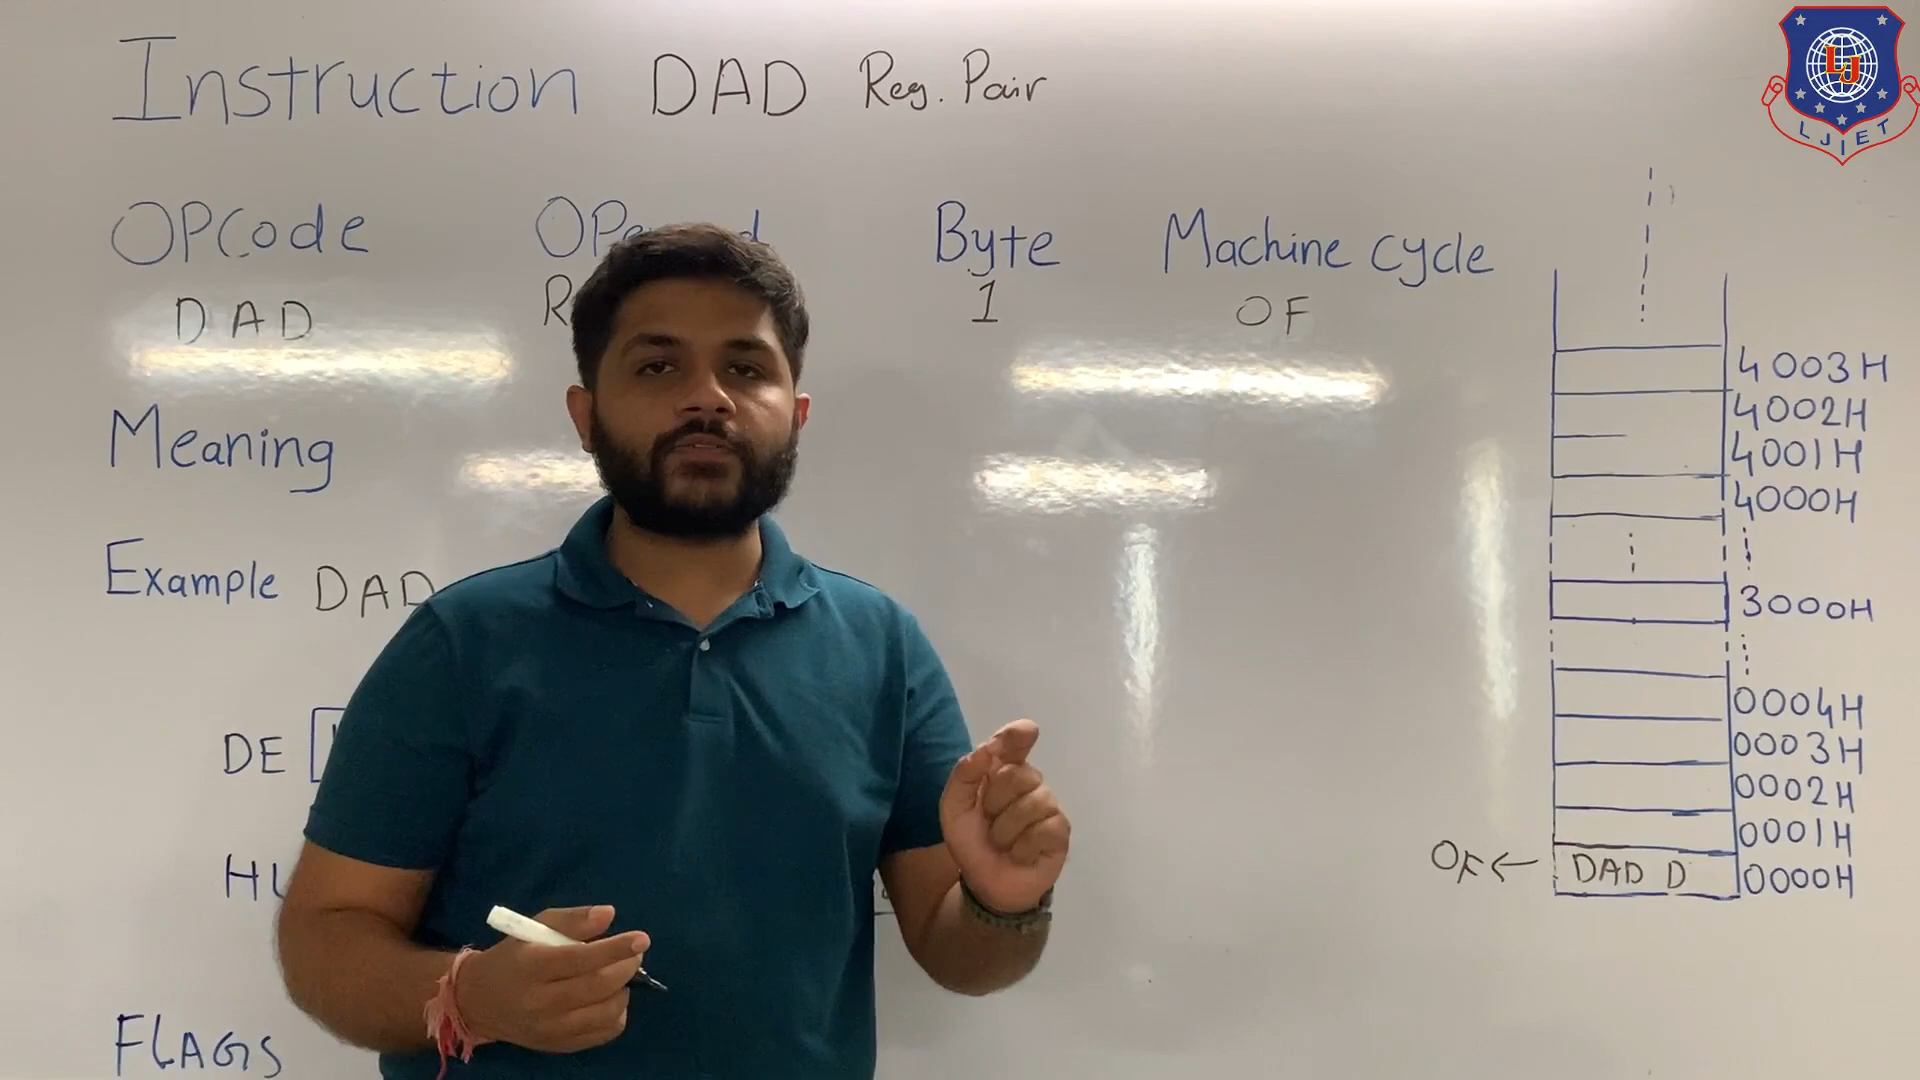 Instruction DAD Reg. Pair
LJ
LJIET
OPCode Byte Machine cycle
DAD 1 OF
4003H
4002H
Meaning
4001H
4000H
Example DAD
3000H
0004H
DE
0003H
0002H
0001H
OF← DAD D 0000H
FLAGS